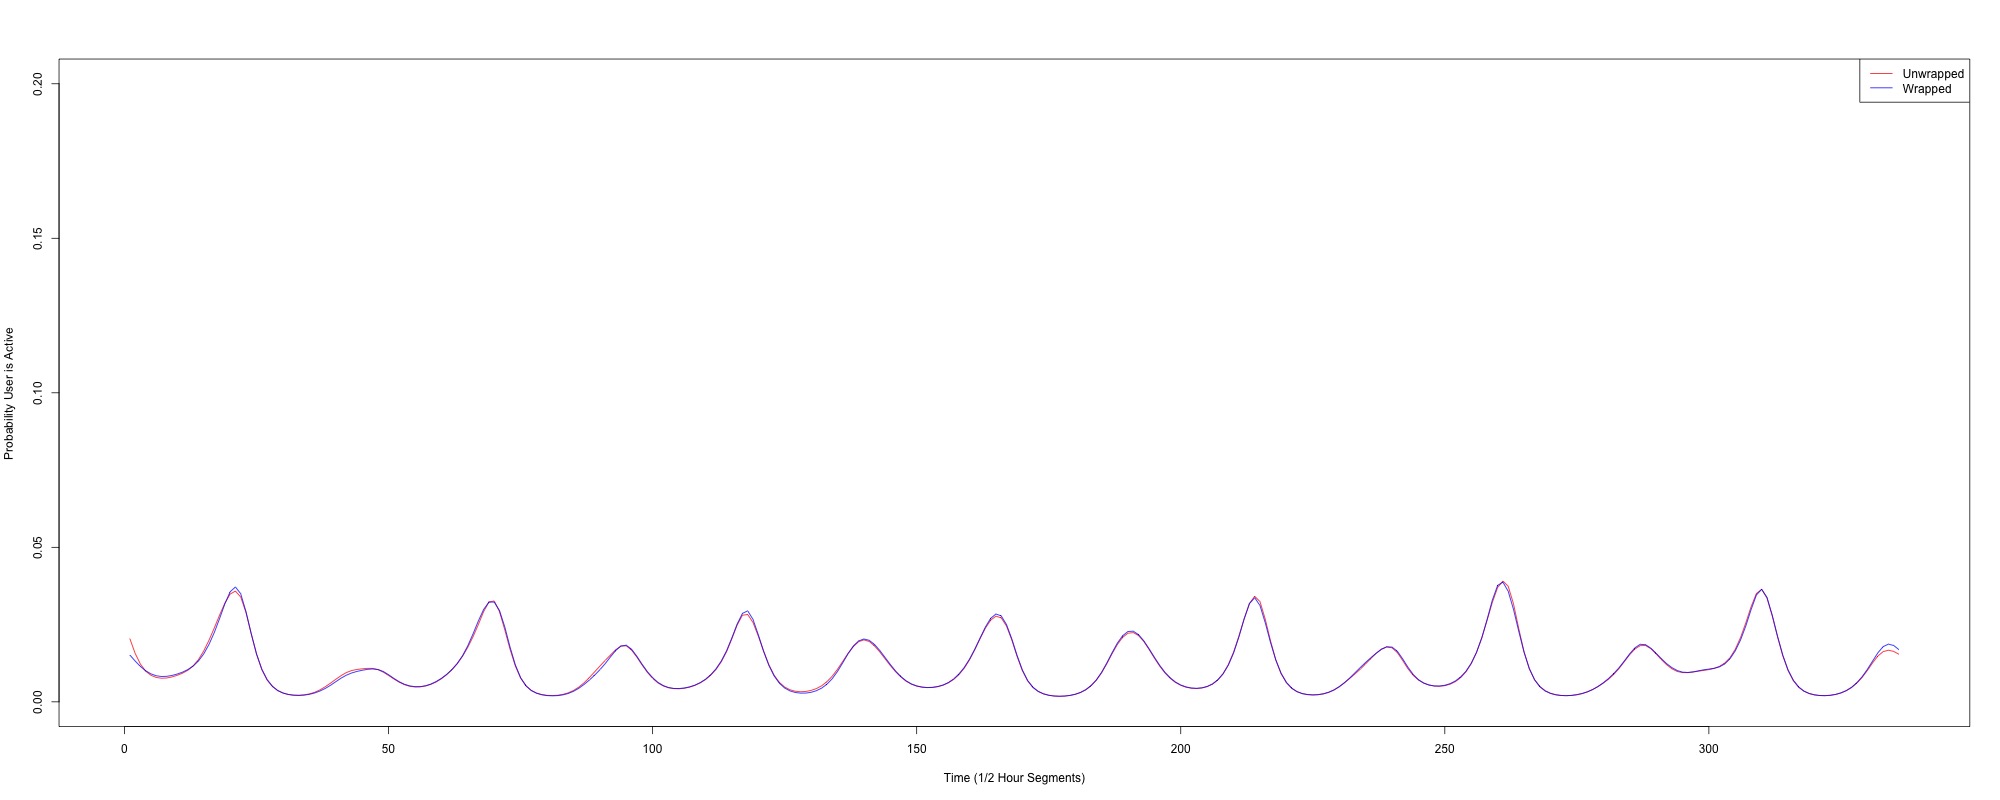 Unwrapped
Wrapped
Probability User is Active
0.20
0.15
0.10
0.05
0.00
0 50 100 150 200 250 300
Time (1/2 Hour Segments)